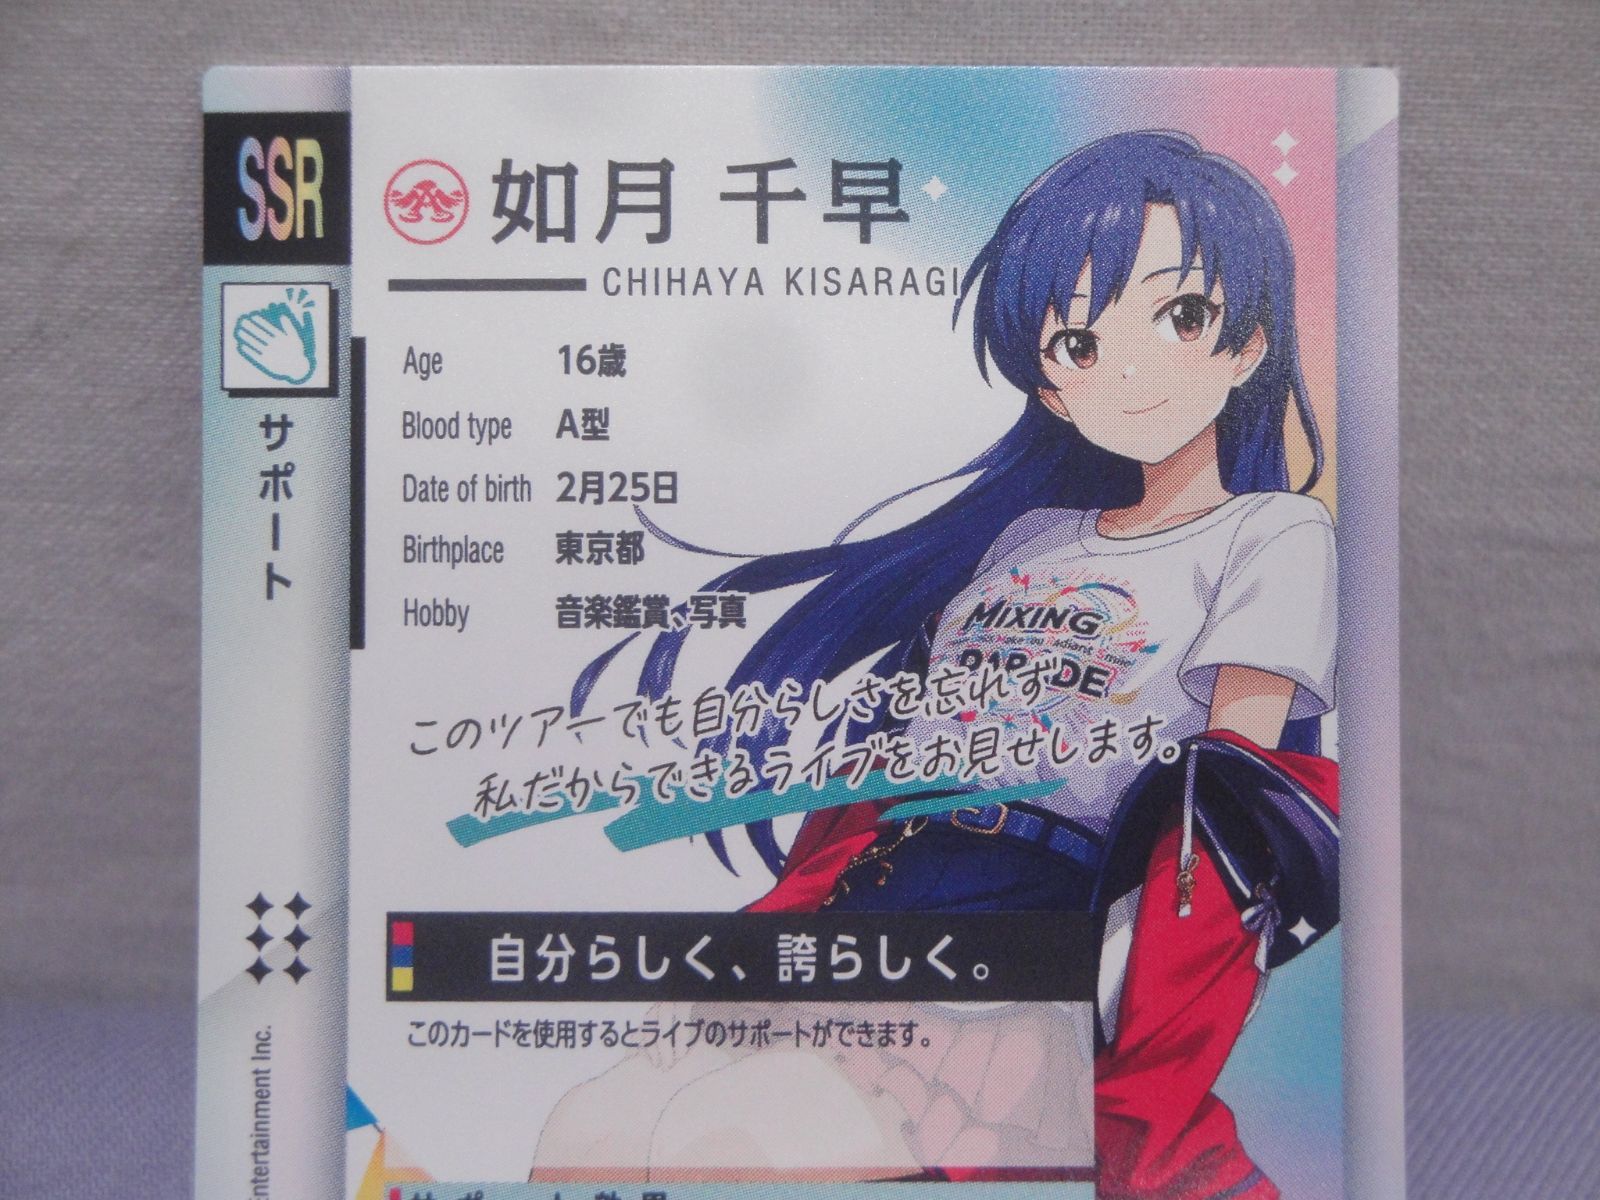 SSR
サポート
如月 千早
CHIHAYA KISARAGI
Age 16歳
Blood type A型
Date of birth 2月25日
Birthplace 東京都
Hobby 音楽鑑賞、写真
MIXING
Make You Radiant Smile
このツアーでも自分らしさを忘れず
私だからできるライブをお見せします。
自分らしく、誇らしく。
このカードを使用するとライブのサポートができます。
Entertainment Inc.